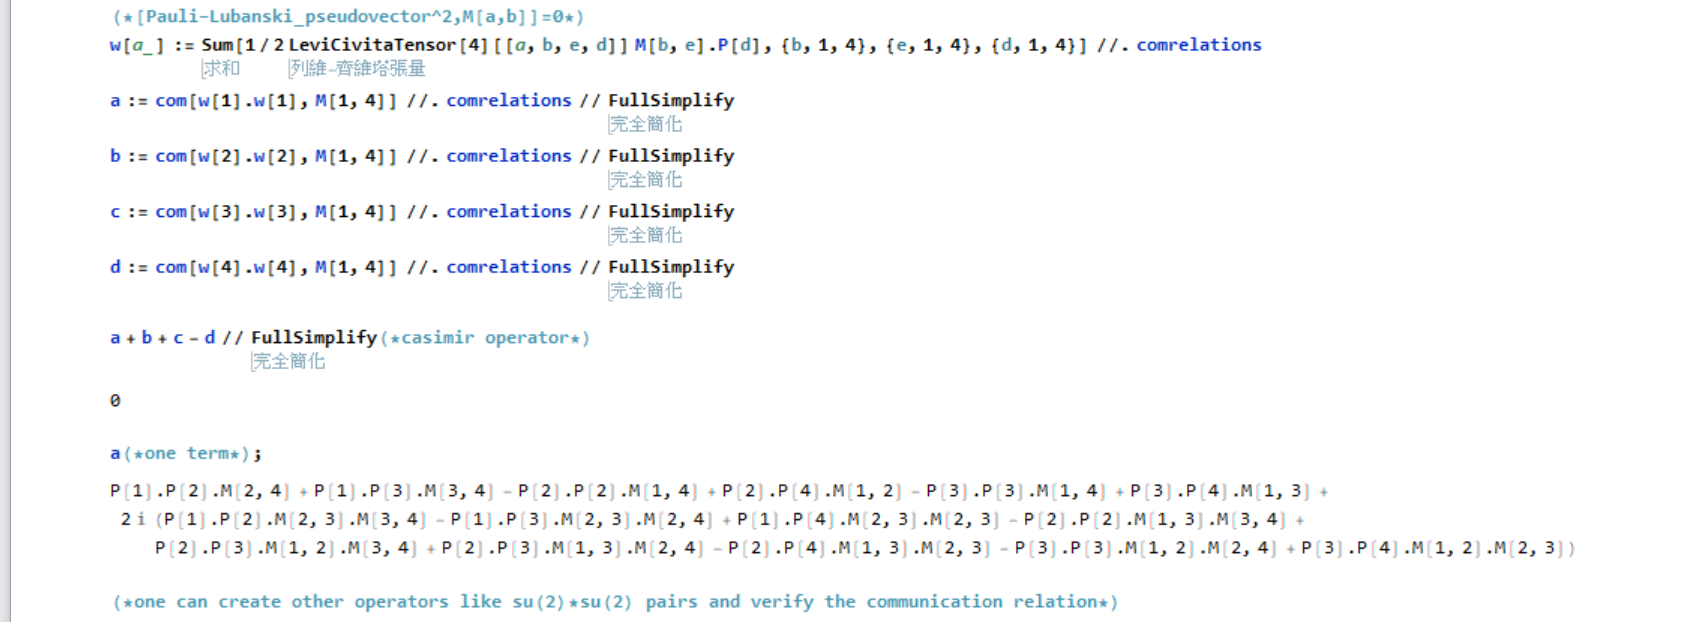 (*[Pauli-Lubanski_pseudovector^2,M[a,b]]=0*)
w[a_] := Sum[1/2 LeviCivitaTensor[4][[a, b, e, d]] M[b, e].P[d], {b, 1, 4}, {e, 1, 4}, {d, 1, 4}] //. comrelations
求和 列維-齊維塔張量
a := com[w[1].w[1], M[1, 4]] //. comrelations // FullSimplify
完全簡化
b := com[w[2].w[2], M[1, 4]] //. comrelations // FullSimplify
完全簡化
c := com[w[3].w[3], M[1, 4]] //. comrelations // FullSimplify
完全簡化
d := com[w[4].w[4], M[1, 4]] //. comrelations // FullSimplify
完全簡化
a + b + c - d // FullSimplify(*casimir operator*)
完全簡化
0
a(*one term*);
P[1].P[2].M[2, 4] + P[1].P[3].M[3, 4] - P[2].P[2].M[1, 4] + P[2].P[4].M[1, 2] - P[3].P[3].M[1, 4] + P[3].P[4].M[1, 3] +
2 i (P[1].P[2].M[2, 3].M[3, 4] - P[1].P[3].M[2, 3].M[2, 4] + P[1].P[4].M[2, 3].M[2, 3] - P[2].P[2].M[1, 3].M[3, 4] +
P[2].P[3].M[1, 2].M[3, 4] + P[2].P[3].M[1, 3].M[2, 4] - P[2].P[4].M[1, 3].M[2, 3] - P[3].P[3].M[1, 2].M[2, 4] + P[3].P[4].M[1, 2].M[2, 3])
(*one can create other operators like su(2)*su(2) pairs and verify the communication relation*)